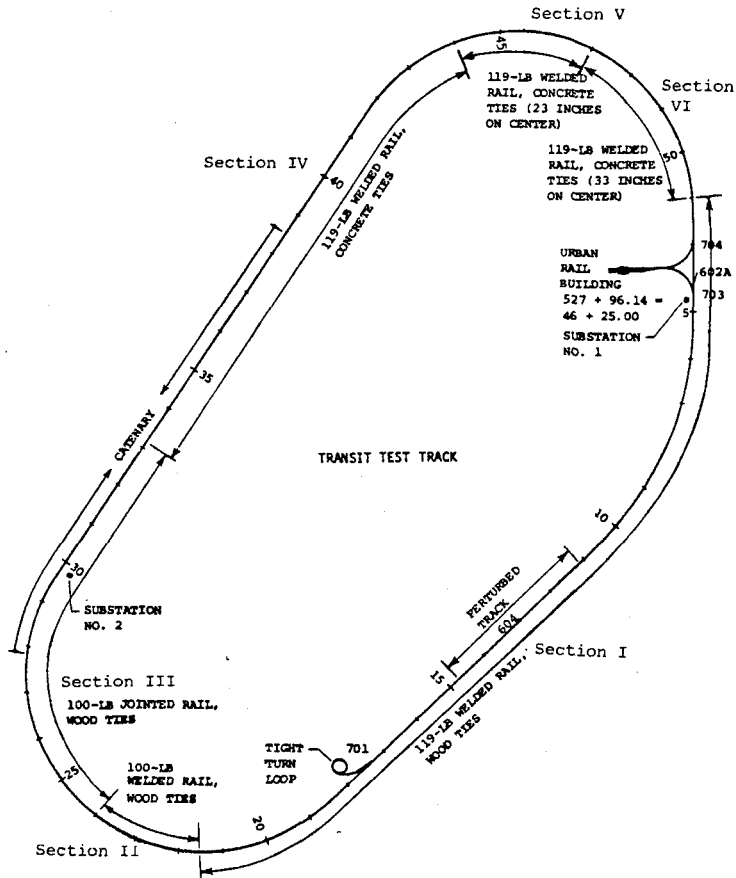 Section V
45
119-LB WELDED
RAIL, CONCRETE
TIES (23 INCHES
ON CENTER)
Section
VI
50
119-LB WELDED
RAIL, CONCRETE
TIES (33 INCHES
ON CENTER)
Section IV
40
119-LB WELDED RAIL,
CONCRETE TIES
704
URBAN
RAIL
BUILDING
527 + 96.14 =
46 + 25.00
602A
703
5
SUBSTATION
NO. 1
35
CATENARY
TRANSIT TEST TRACK
10
30
SUBSTATION
NO. 2
PERTURBED
TRACK
604
Section I
15
119-LB WELDED RAIL,
WOOD TIES
Section III
100-LB JOINTED RAIL,
WOOD TIES
TIGHT
TURN
LOOP
701
25
100-LB
WELDED RAIL,
WOOD TIES
20
Section II